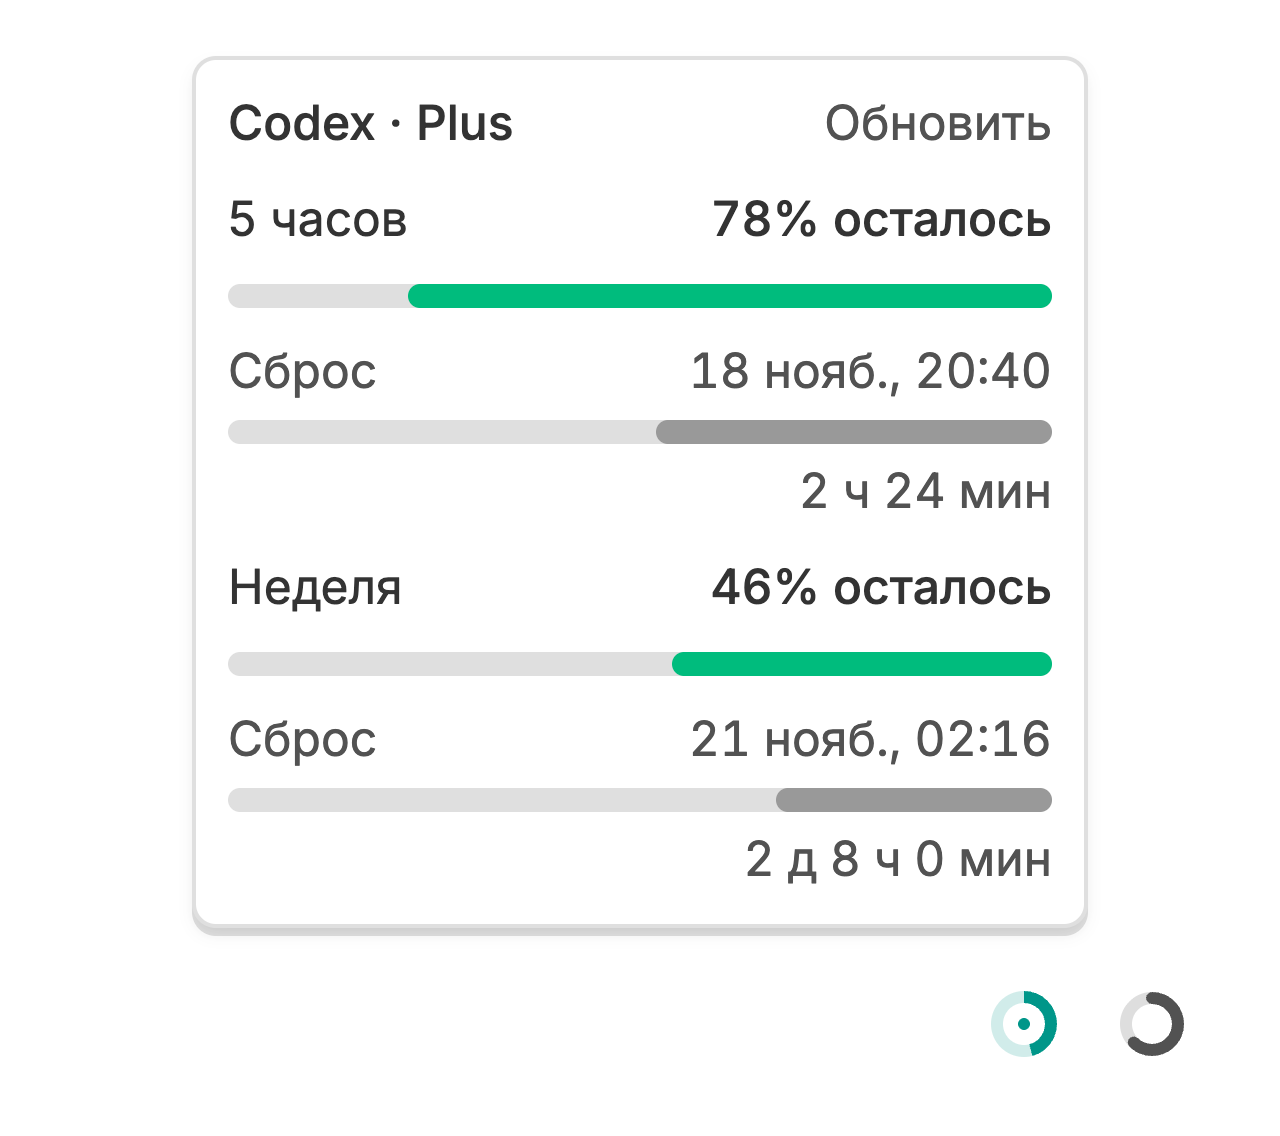 Codex · Plus Обновить
5 часов 78% осталось
Сброс 18 нояб., 20:40
2 ч 24 мин
Неделя 46% осталось
Сброс 21 нояб., 02:16
2 д 8 ч 0 мин